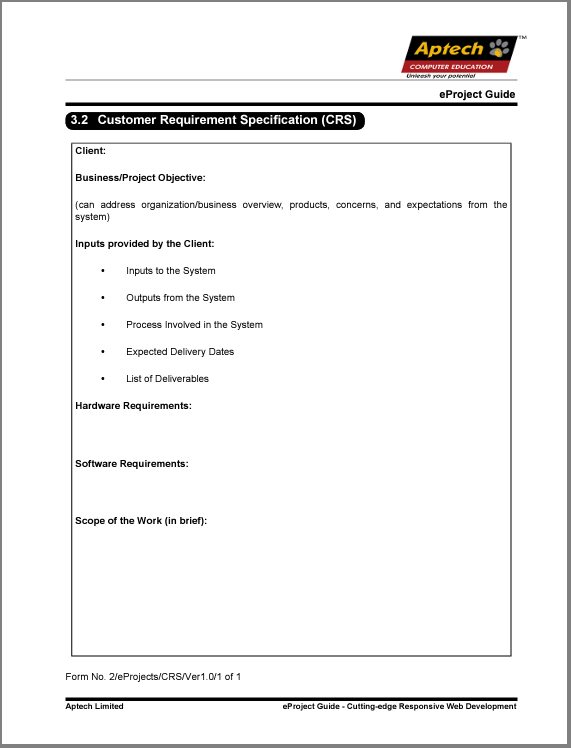 Aptech
TM
COMPUTER EDUCATION
Unleash your potential
eProject Guide
3.2 Customer Requirement Specification (CRS)
Client:
Business/Project Objective:
(can address organization/business overview, products, concerns, and expectations from the
system)
Inputs provided by the Client:
• Inputs to the System
• Outputs from the System
• Process Involved in the System
• Expected Delivery Dates
• List of Deliverables
Hardware Requirements:
Software Requirements:
Scope of the Work (in brief):
Form No. 2/eProjects/CRS/Ver1.0/1 of 1
Aptech Limited
eProject Guide - Cutting-edge Responsive Web Development